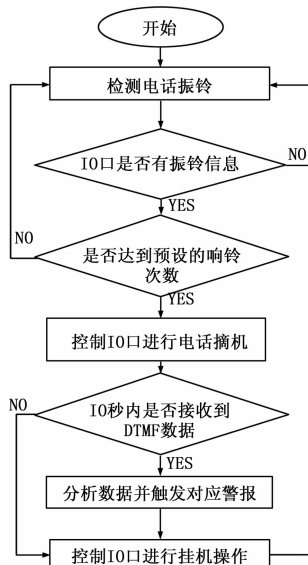 开始
检测电话振铃
IO口是否有振铃信息
NO
YES
是否达到预设的响铃
次数
NO
YES
控制IO口进行电话摘机
IO秒内是否接收到
DTMF数据
NO
YES
分析数据并触发对应警报
控制IO口进行挂机操作